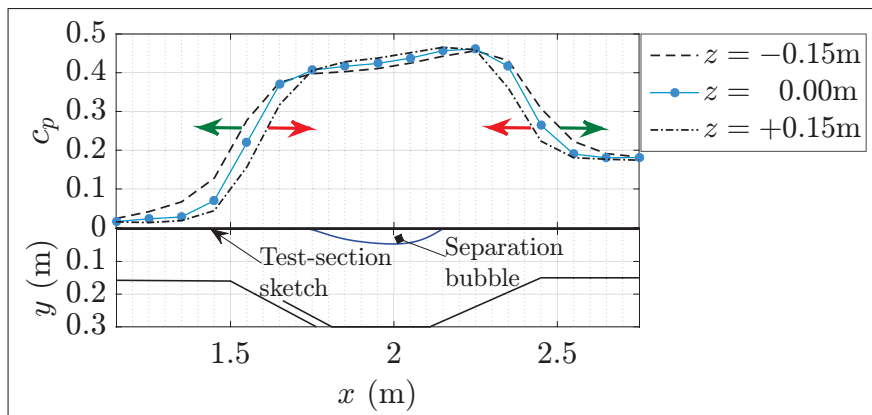 0.5
0.4
0.3
0.2
0.1
0
c_p
z = −0.15m
z = 0.00m
z = +0.15m
Test-section
sketch
Separation
bubble
0.1
0.2
0.3
y (m)
1.5 2 2.5
x (m)